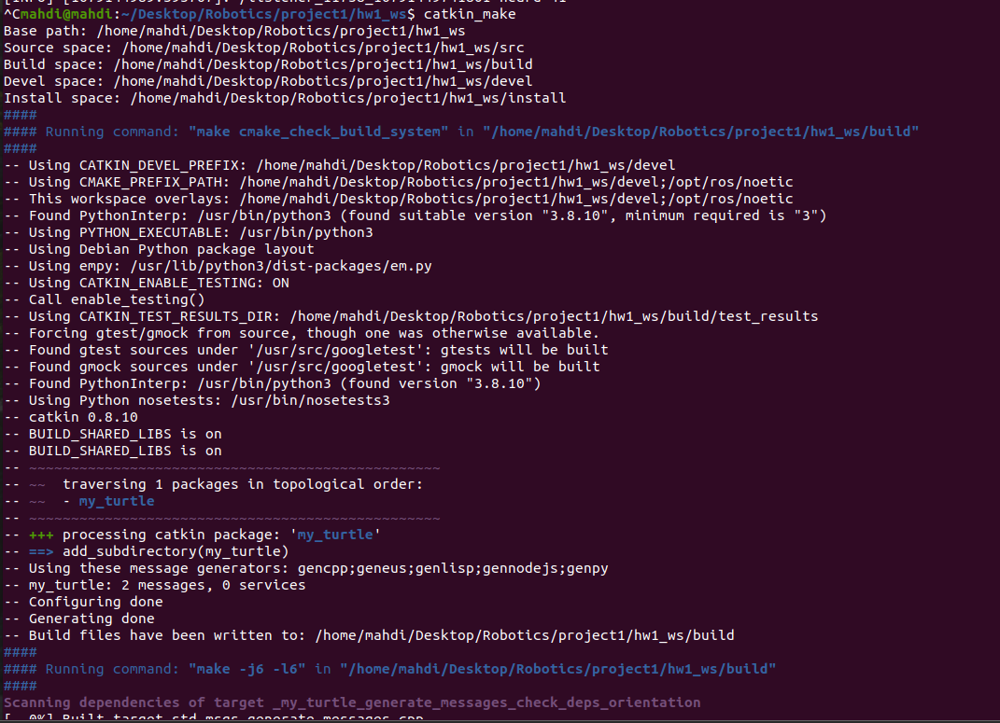 ^Cmahdi@mahdi:~/Desktop/Robotics/project1/hw1_ws$ catkin_make
Base path: /home/mahdi/Desktop/Robotics/project1/hw1_ws
Source space: /home/mahdi/Desktop/Robotics/project1/hw1_ws/src
Build space: /home/mahdi/Desktop/Robotics/project1/hw1_ws/build
Devel space: /home/mahdi/Desktop/Robotics/project1/hw1_ws/devel
Install space: /home/mahdi/Desktop/Robotics/project1/hw1_ws/install
####
#### Running command: "make cmake_check_build_system" in "/home/mahdi/Desktop/Robotics/project1/hw1_ws/build"
####
-- Using CATKIN_DEVEL_PREFIX: /home/mahdi/Desktop/Robotics/project1/hw1_ws/devel
-- Using CMAKE_PREFIX_PATH: /home/mahdi/Desktop/Robotics/project1/hw1_ws/devel;/opt/ros/noetic
-- This workspace overlays: /home/mahdi/Desktop/Robotics/project1/hw1_ws/devel;/opt/ros/noetic
-- Found PythonInterp: /usr/bin/python3 (found suitable version "3.8.10", minimum required is "3")
-- Using PYTHON_EXECUTABLE: /usr/bin/python3
-- Using Debian Python package layout
-- Using empy: /usr/lib/python3/dist-packages/em.py
-- Using CATKIN_ENABLE_TESTING: ON
-- Call enable_testing()
-- Using CATKIN_TEST_RESULTS_DIR: /home/mahdi/Desktop/Robotics/project1/hw1_ws/build/test_results
-- Forcing gtest/gmock from source, though one was otherwise available.
-- Found gtest sources under '/usr/src/googletest': gtests will be built
-- Found gmock sources under '/usr/src/googletest': gmock will be built
-- Found PythonInterp: /usr/bin/python3 (found version "3.8.10")
-- Using Python nosetests: /usr/bin/nosetests3
-- catkin 0.8.10
-- BUILD_SHARED_LIBS is on
-- BUILD_SHARED_LIBS is on
-- ~~~~~~~~~~~~~~~~~~~~~~~~~~~~~~~~~~~~~~~~~~~~~~~~~
-- ~~  traversing 1 packages in topological order:
-- ~~  - my_turtle
-- ~~~~~~~~~~~~~~~~~~~~~~~~~~~~~~~~~~~~~~~~~~~~~~~~~
-- +++ processing catkin package: 'my_turtle'
-- ==> add_subdirectory(my_turtle)
-- Using these message generators: gencpp;geneus;genlisp;gennodejs;genpy
-- my_turtle: 2 messages, 0 services
-- Configuring done
-- Generating done
-- Build files have been written to: /home/mahdi/Desktop/Robotics/project1/hw1_ws/build
####
#### Running command: "make -j6 -l6" in "/home/mahdi/Desktop/Robotics/project1/hw1_ws/build"
####
Scanning dependencies of target _my_turtle_generate_messages_check_deps_orientation
[  0%] Built target std_msgs_generate_messages_cpp